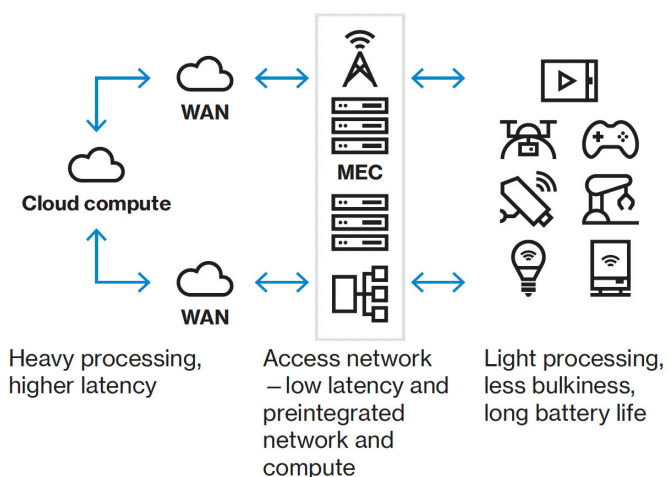 WAN
MEC
Cloud compute
WAN
Heavy processing,
higher latency
Access network
– low latency and
preintegrated
network and
compute
Light processing,
less bulkiness,
long battery life